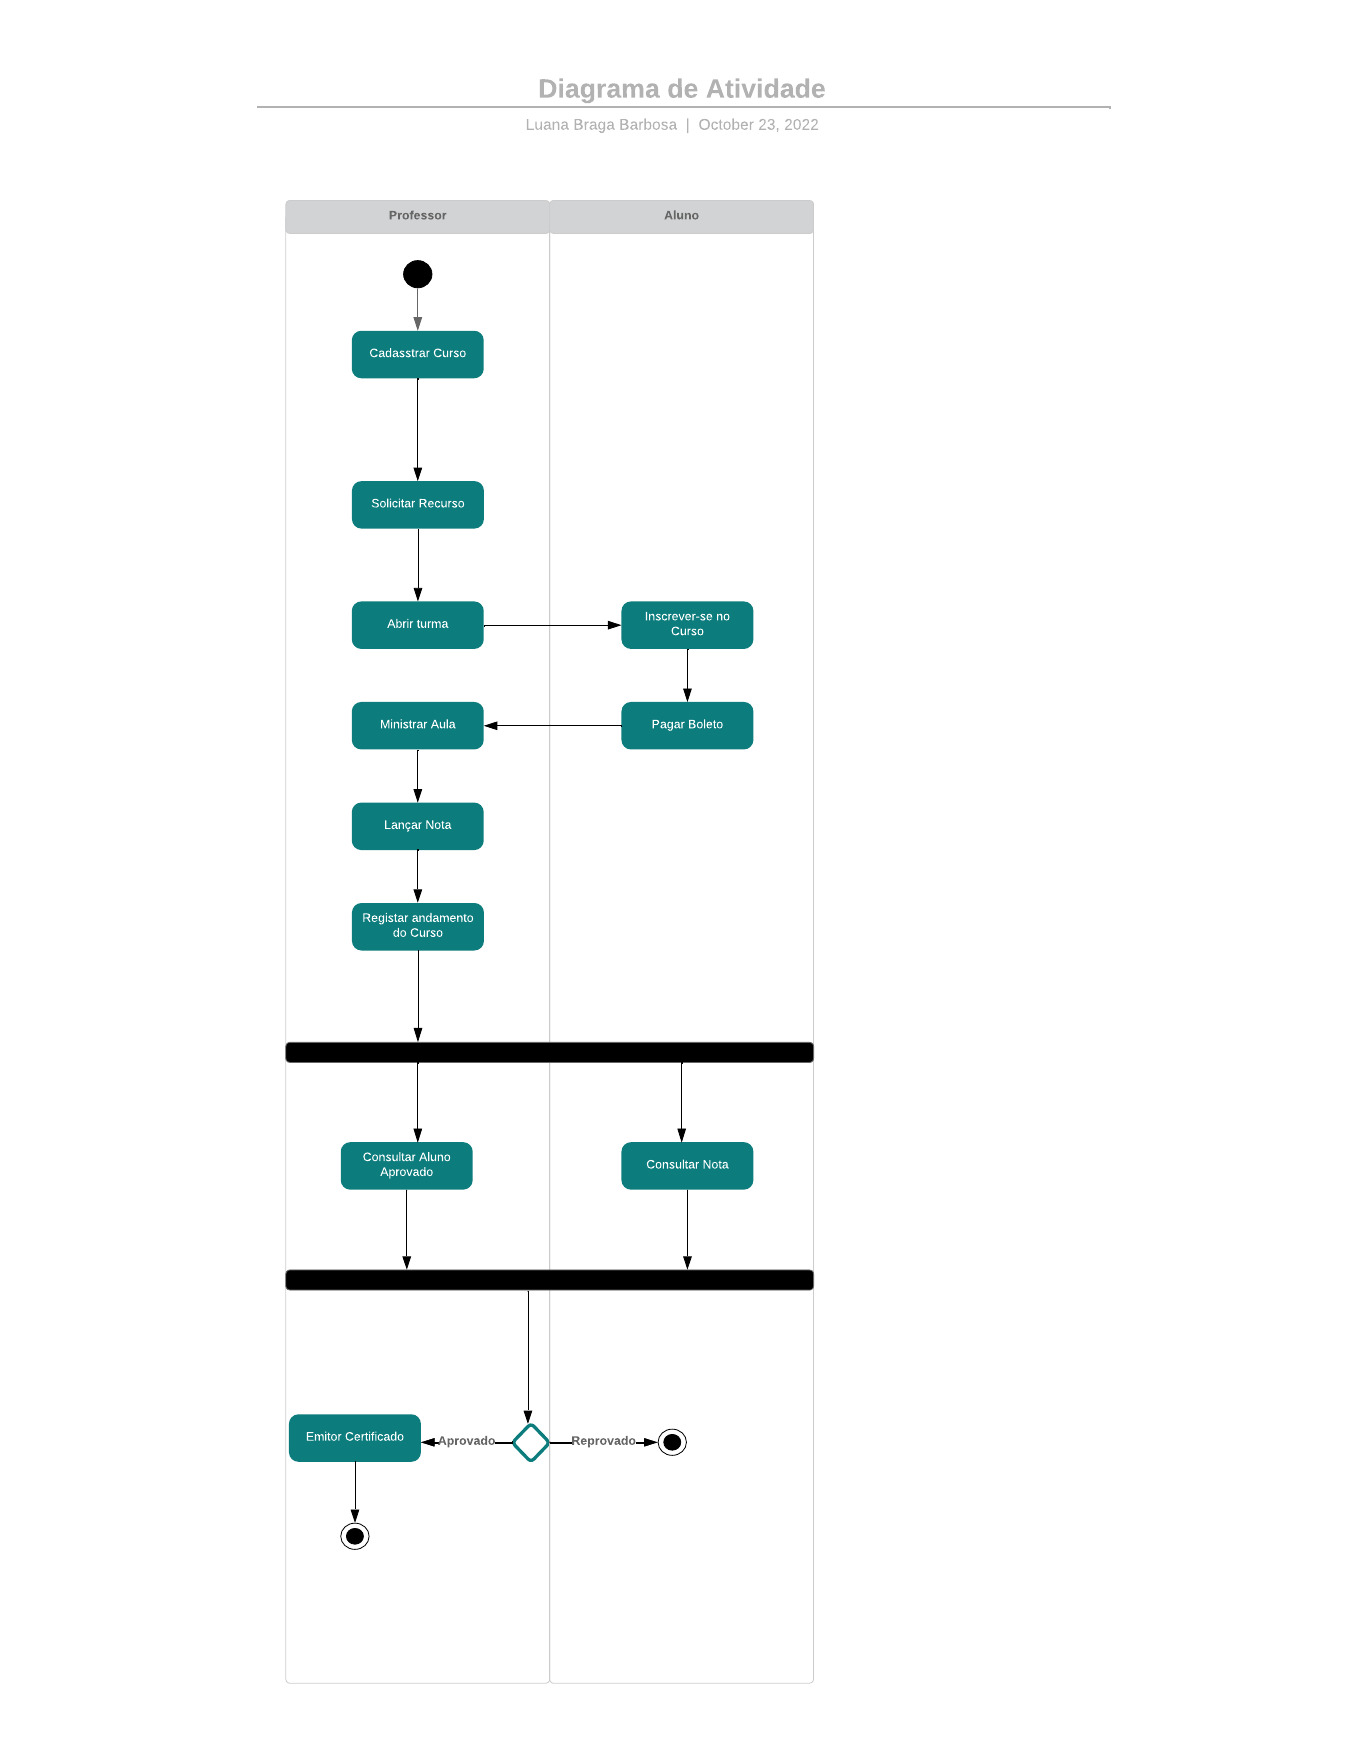 Diagrama de Atividade
Luana Braga Barbosa | October 23, 2022
Professor
Aluno
Cadasstrar Curso
Solicitar Recurso
Abrir turma
Inscrever-se no
Curso
Ministrar Aula
Pagar Boleto
Lançar Nota
Registar andamento
do Curso
Consultar Aluno
Aprovado
Consultar Nota
Emitor Certificado
Aprovado
Reprovado